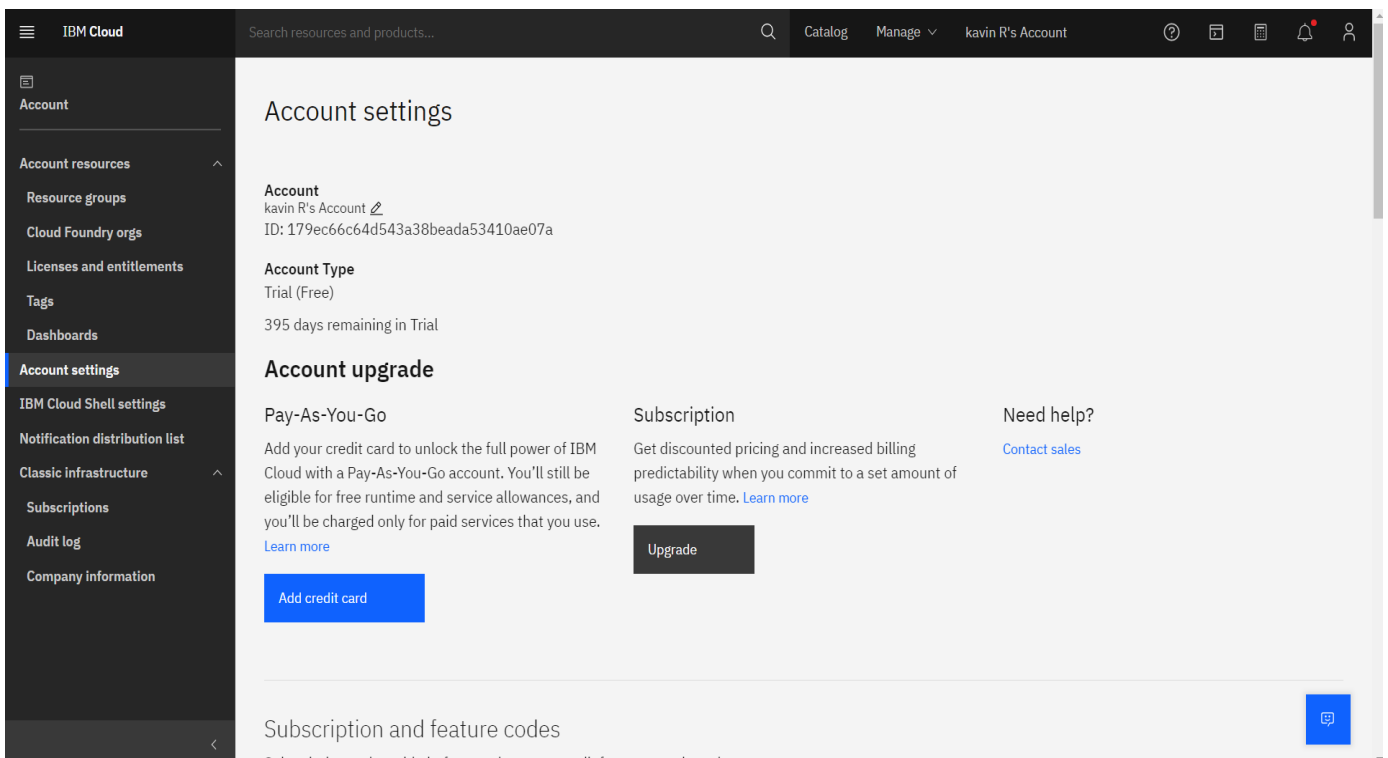 IBM Cloud
Search resources and products...
Catalog
Manage
kavin R's Account
Account
Account resources
Resource groups
Cloud Foundry orgs
Licenses and entitlements
Tags
Dashboards
Account settings
IBM Cloud Shell settings
Notification distribution list
Classic infrastructure
Subscriptions
Audit log
Company information
Account settings
Account
kavin R's Account
ID: 179ec66c64d543a38beada53410ae07a
Account Type
Trial (Free)
395 days remaining in Trial
Account upgrade
Pay-As-You-Go
Add your credit card to unlock the full power of IBM
Cloud with a Pay-As-You-Go account. You'll still be
eligible for free runtime and service allowances, and
you'll be charged only for paid services that you use.
Learn more
Add credit card
Subscription
Get discounted pricing and increased billing
predictability when you commit to a set amount of
usage over time. Learn more
Upgrade
Need help?
Contact sales
Subscription and feature codes